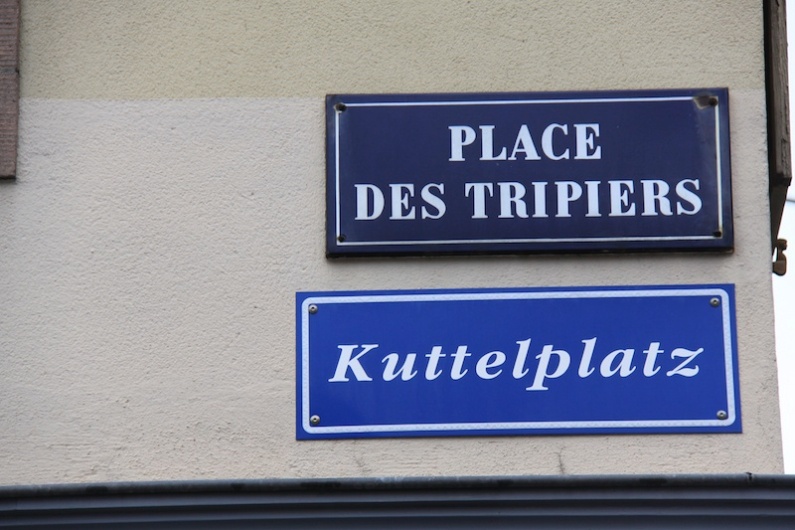 PLACE
DES TRIPIERS
Kuttelplatz